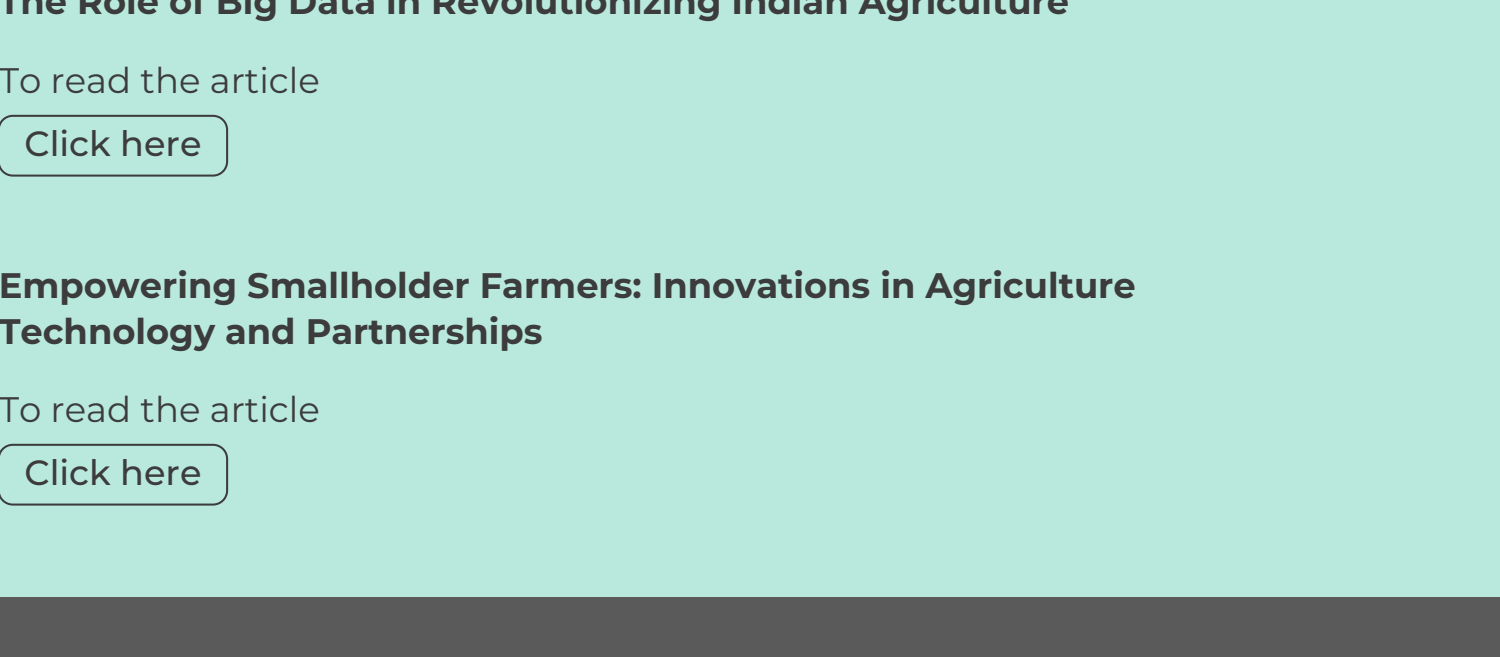 The Role of Big Data in Revolutionizing Indian Agriculture
To read the article
Click here
Empowering Smallholder Farmers: Innovations in Agriculture
Technology and Partnerships
To read the article
Click here